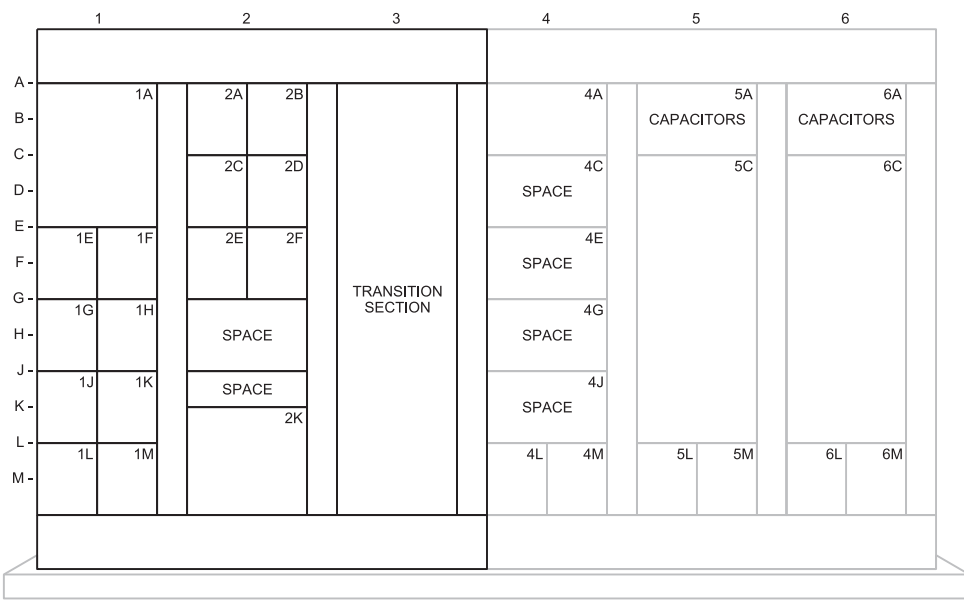 1 2 3 4 5 6
A -
1A 2A 2B 4A 5A 6A
B - CAPACITORS CAPACITORS
C -
2C 2D 4C 5C 6C
D - SPACE
E -
1E 1F 2E 2F 4E
F - SPACE
TRANSITION
SECTION
G -
1G 1H 4G
H - SPACE SPACE
J -
1J 1K 4J
SPACE
K - SPACE
2K
L -
1L 1M 4L 4M 5L 5M 6L 6M
M -